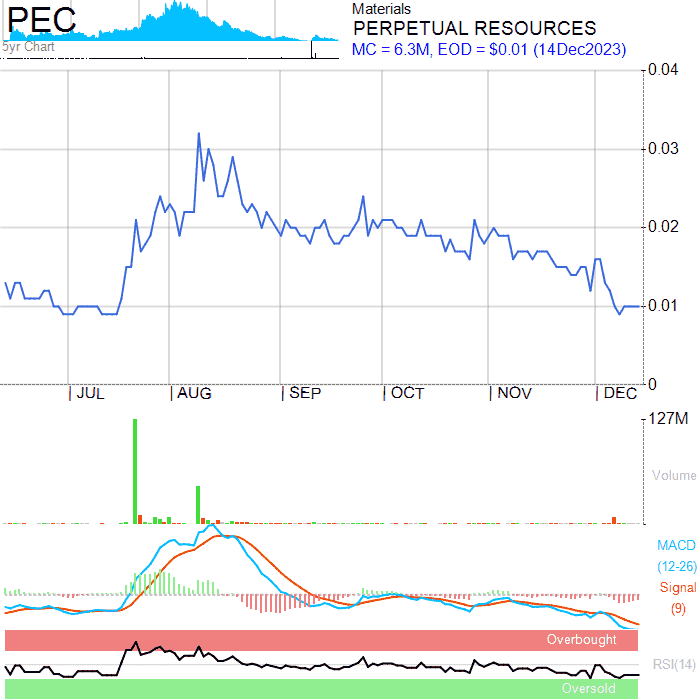 PEC
5yr Chart
Materials
PERPETUAL RESOURCES
MC = 6.3M, EOD = $0.01 (14Dec2023)
0.04
0.03
0.02
0.01
0
JUL
AUG
SEP
OCT
NOV
DEC
127M
Volume
MACD
(12-26)
Signal
(9)
Overbought
RSI(14)
Oversold